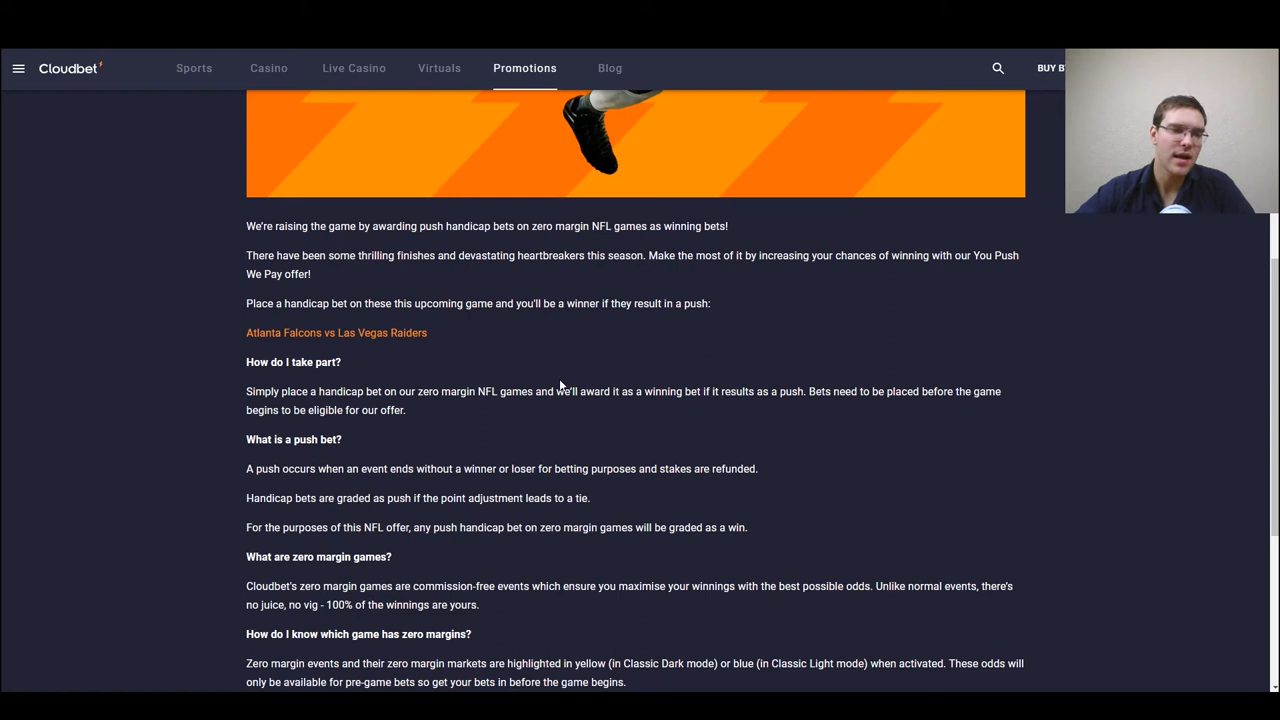 Cloudbet
Sports
Casino
Live Casino
Virtuals
Promotions
Blog
BUY
We're raising the game by awarding push handicap bets on zero margin NFL games as winning bets!
There have been some thrilling finishes and devastating heartbreakers this season. Make the most of it by increasing your chances of winning with our You Push
We Pay offer!
Place a handicap bet on these this upcoming game and you'll be a winner if they result in a push:
Atlanta Falcons vs Las Vegas Raiders
How do I take part?
Simply place a handicap bet on our zero margin NFL games and we'll award it as a winning bet if it results as a push. Bets need to be placed before the game
begins to be eligible for our offer.
What is a push bet?
A push occurs when an event ends without a winner or loser for betting purposes and stakes are refunded.
Handicap bets are graded as push if the point adjustment leads to a tie.
For the purposes of this NFL offer, any push handicap bet on zero margin games will be graded as a win.
What are zero margin games?
Cloudbet's zero margin games are commission-free events which ensure you maximise your winnings with the best possible odds. Unlike normal events, there's
no juice, no vig - 100% of the winnings are yours.
How do I know which game has zero margins?
Zero margin events and their zero margin markets are highlighted in yellow (in Classic Dark mode) or blue (in Classic Light mode) when activated. These odds will
only be available for pre-game bets so get your bets in before the game begins.